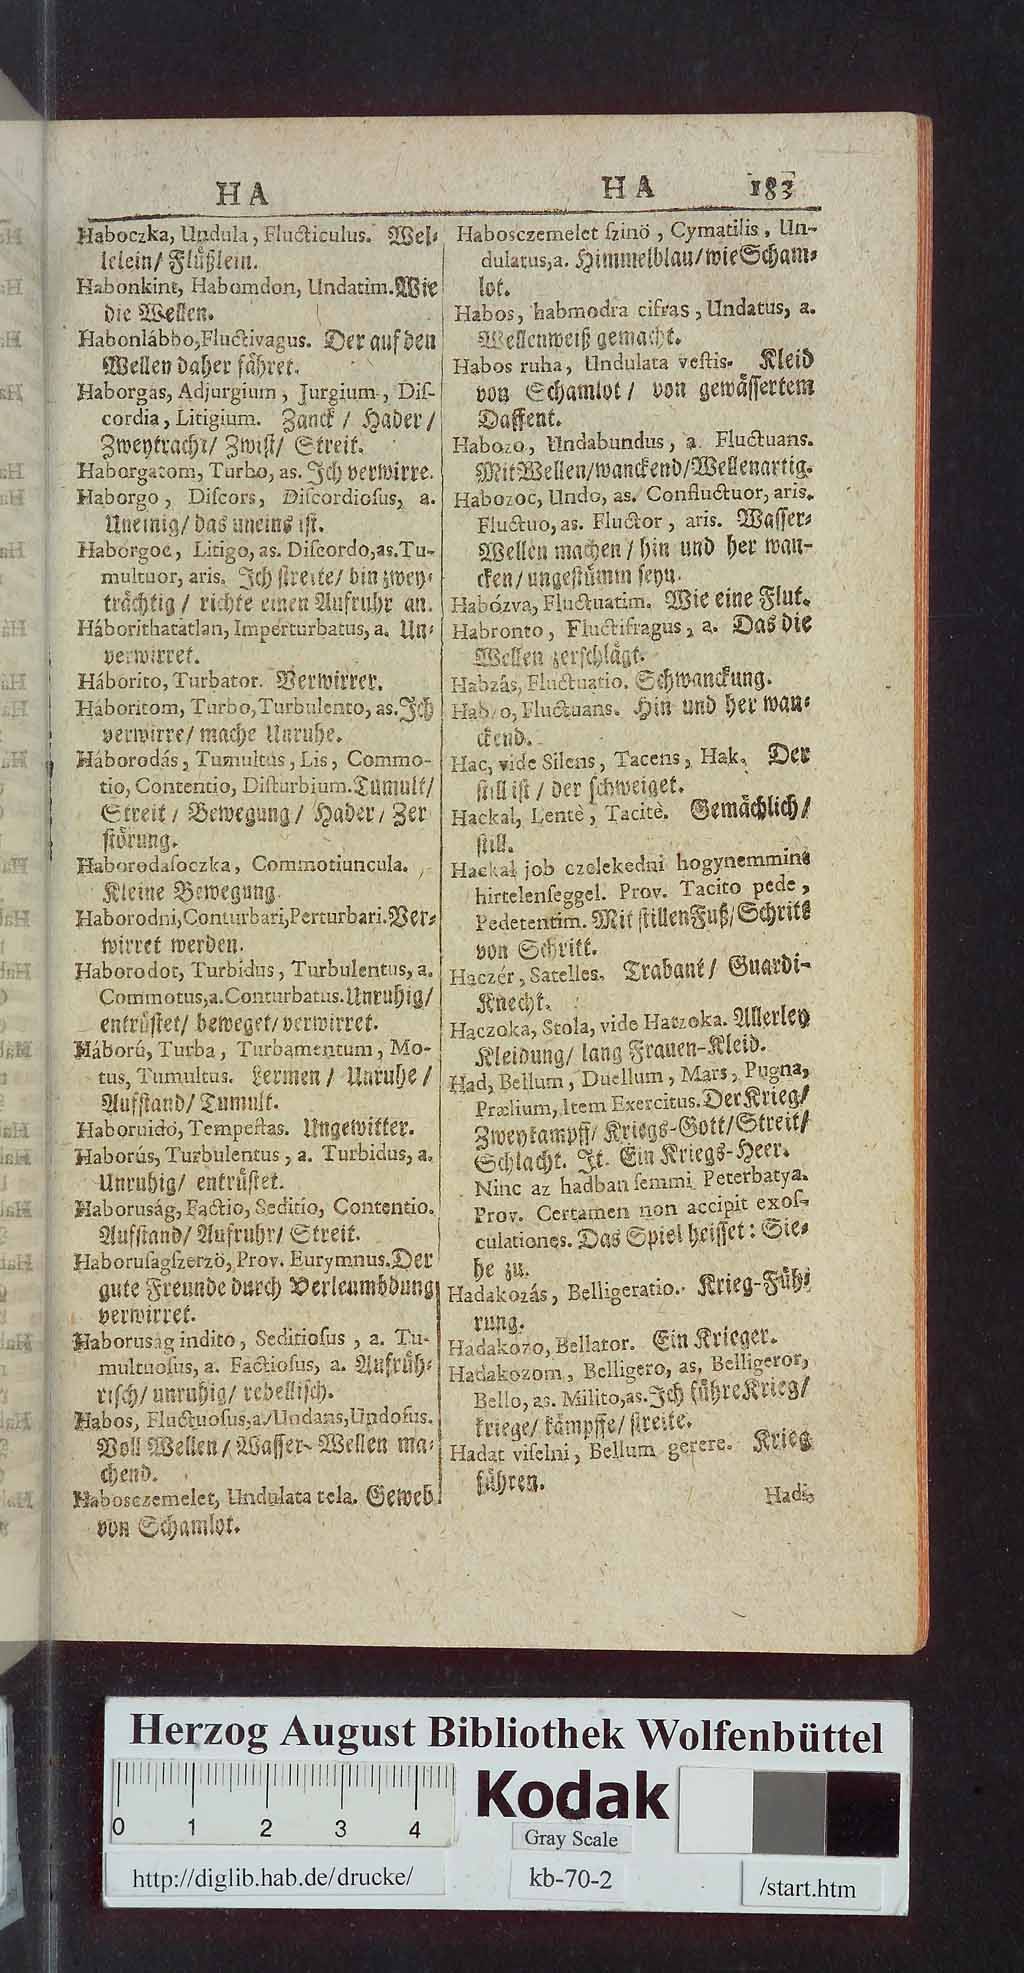 HA
Haboczka, Undula, Flucticulus. Wel-
lelein/ Flüßlein.
Habonkint, Habomdon, Undatim. Wie
die Wellen.
Habonlábbo, Fluctivagus. Der auf den
Wellen daher fähret.
Haborgas, Adjurgium, Jurgium, Dis-
cordia, Litigium. Zanck/ Hader/
Zweytracht/ Zwist/ Streit.
Haborgatom, Turbo, as. Ich verwirre.
Haborgo, Discors, Discordiosus, a.
Uneinig/ das uneins ist.
Haborgoc, Litigo, as. Discordo, as. Tu-
multuor, aris. Ich streite/ bin zwey-
trächtig/ richte einen Aufruhr an.
Háborithatatlan, Imperturbatus, a. Un-
verwirret.
Háborito, Turbator. Verwirrer.
Háboritom, Turbo, Turbulento, as. Ich
verwirre/ mache Unruhe.
Háborodás, Tumultus, Lis, Commo-
tio, Contentio, Disturbium. Tumult/
Streit/ Bewegung/ Hader/ Zer
störung.
Haborodasoczka, Commotiuncula.
Kleine Bewegung.
Haborodni, Conturbari, Perturbari. Ver-
wirret werden.
Haborodot, Turbidus, Turbulentus, a.
Commotus, a. Conturbatus. Unruhig/
entrüstet/ beweget/ verwirret.
Háború, Turba, Turbamentum, Mo-
tus, Tumultus. Lermen/ Unruhe/
Aufstand/ Tumult.
Haboruidö, Tempestas. Ungewitter.
Haborús, Turbulentus, a. Turbidus, a.
Unruhig/ entrüstet.
Haboruság, Factio, Seditio, Contentio.
Aufstand/ Aufruhr/ Streit.
Haborusagszerzö, Prov. Eurymnus. Der
gute Freunde durch Verleumbdung
verwirret.
Haborusag indito, Seditiosus, a. Tu-
multuosus, a. Factiosus, a. Aufrüh-
risch/ unruhig/ rebellisch.
Habos, Fluctuosus, a. Undans, Undosus.
Voll Wellen/ Wasser-Wellen ma-
chend.
Habosczemelet, Undulata tela. Geweb
von Schamlot.
HA 183
Habosczemelet szinö, Cymatilis, Un-
dulatus, a. Himmelblau/ wie Scham-
lot.
Habos, habmodra cifras, Undatus, a.
Wellenweiß gemacht.
Habos ruha, Undulata vestis. Kleid
von Schamlot/ von gewässertem
Daffent.
Habozo, Undabundus, a. Fluctuans.
Mit Wellen/ wanckend/ Wellenartig.
Habozoc, Undo, as. Confluctuor, aris.
Fluctuo, as. Fluctor, aris. Wasser-
Wellen machen/ hin und her wan-
cken/ ungestümm seyn.
Habózva, Fluctuatim. Wie eine Flut.
Habronto, Fluctifragus, a. Das die
Wellen zerschlägt.
Habzás, Fluctuatio. Schwanckung.
Habzo, Fluctuans. Hin und her wan-
ckend.
Hac, vide Silens, Tacens, Hak. Der
still ist/ der schweiget.
Hackal, Lentè, Tacitè. Gemächlich/
still.
Hackal job czelekedni hogynemmint
hirtelenseggel. Prov. Tacito pede,
Pedetentim. Mit stillen Fuß/ Schritt
von Schritt.
Haczér, Satelles. Trabant/ Guardi-
Knecht.
Haczoka, Stola, vide Hatzoka. Allerley
Kleidung/ lang Frauen-Kleid.
Had, Bellum, Duellum, Mars, Pugna,
Prælium, Item Exercitus. Der Krieg/
Zweykampff/ Kriegs-Gott/ Streit/
Schlacht. It. Ein Kriegs-Heer.
Ninc az hadban semmi Peterbatya.
Prov. Certamen non accipit exos-
culationes. Das Spiel heisset: Sie-
he zu.
Hadakozás, Belligeratio. Krieg-Füh-
rung.
Hadakozo, Bellator. Ein Krieger.
Hadakozom, Belligero, as, Belligeror,
Bello, as. Milito, as. Ich führe Krieg/
kriege/ kämpffe/ streite.
Hadat viselni, Bellum gerere. Krieg
führen.
Hadi-
Herzog August Bibliothek Wolfenbüttel
0 1 2 3 4
Kodak
Gray Scale
http://diglib.hab.de/drucke/
kb-70-2
/start.htm